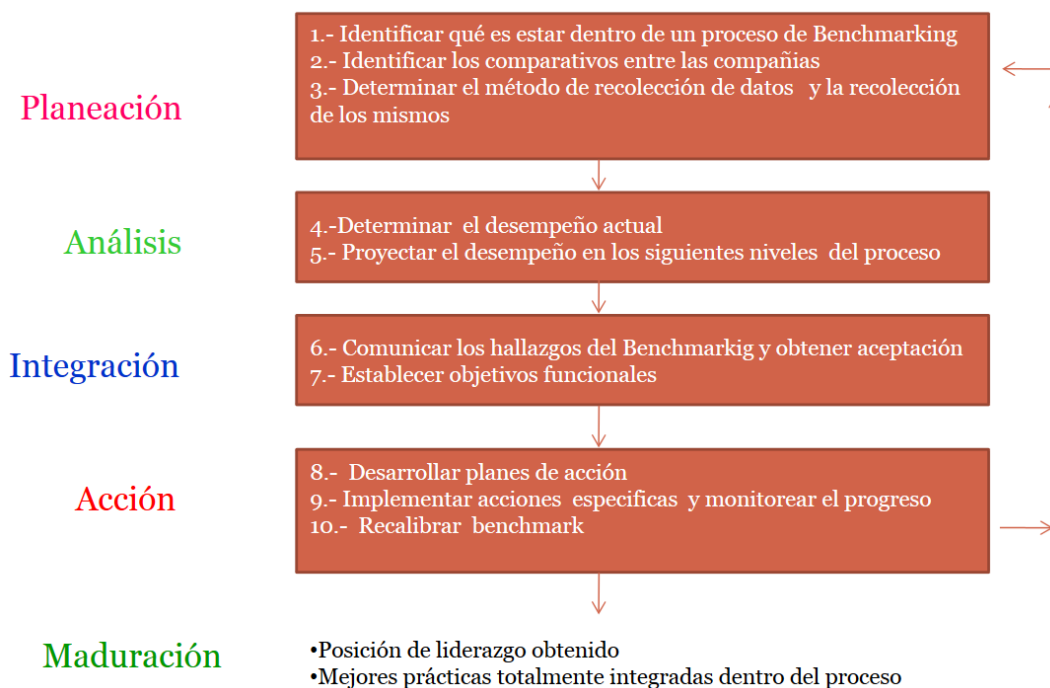 Planeación
1.- Identificar qué es estar dentro de un proceso de Benchmarking
2.- Identificar los comparativos entre las compañias
3.- Determinar el método de recolección de datos y la recolección
de los mismos
Análisis
4.-Determinar el desempeño actual
5.- Proyectar el desempeño en los siguientes niveles del proceso
Integración
6.- Comunicar los hallazgos del Benchmarkig y obtener aceptación
7.- Establecer objetivos funcionales
Acción
8.- Desarrollar planes de acción
9.- Implementar acciones especificas y monitorear el progreso
10.- Recalibrar benchmark
Maduración
•Posición de liderazgo obtenido
•Mejores prácticas totalmente integradas dentro del proceso